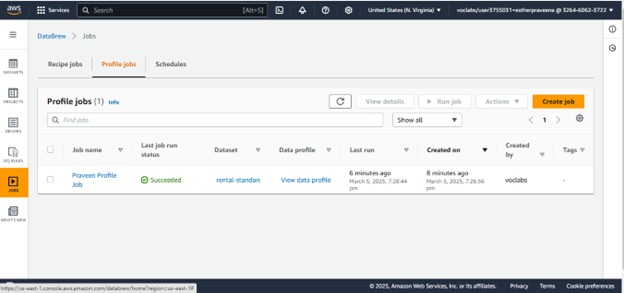 aws Services Search [Alt+S] United States (N. Virginia) voclabs/user3755031=estherpraveena @ 3264-6062-3722
DataBrew > Jobs
DATASETS
PROJECTS
RECIPES
DQ RULES
JOBS
WHAT'S NEW
Recipe jobs Profile jobs Schedules
Profile jobs (1) Info View details Run job Actions Create job
Find jobs Show all 1
Job name Last job run status Dataset Data profile Last run Created on Created by Tags
Praveen Profile Job Succeeded rental-standan View data profile 6 minutes ago March 5, 2025, 7:28:44 pm 8 minutes ago March 5, 2025, 7:26:56 pm voclabs -
https://us-east-1.console.aws.amazon.com/databrew/home?region=us-east-1# © 2025, Amazon Web Services, Inc. or its affiliates. Privacy Terms Cookie preferences